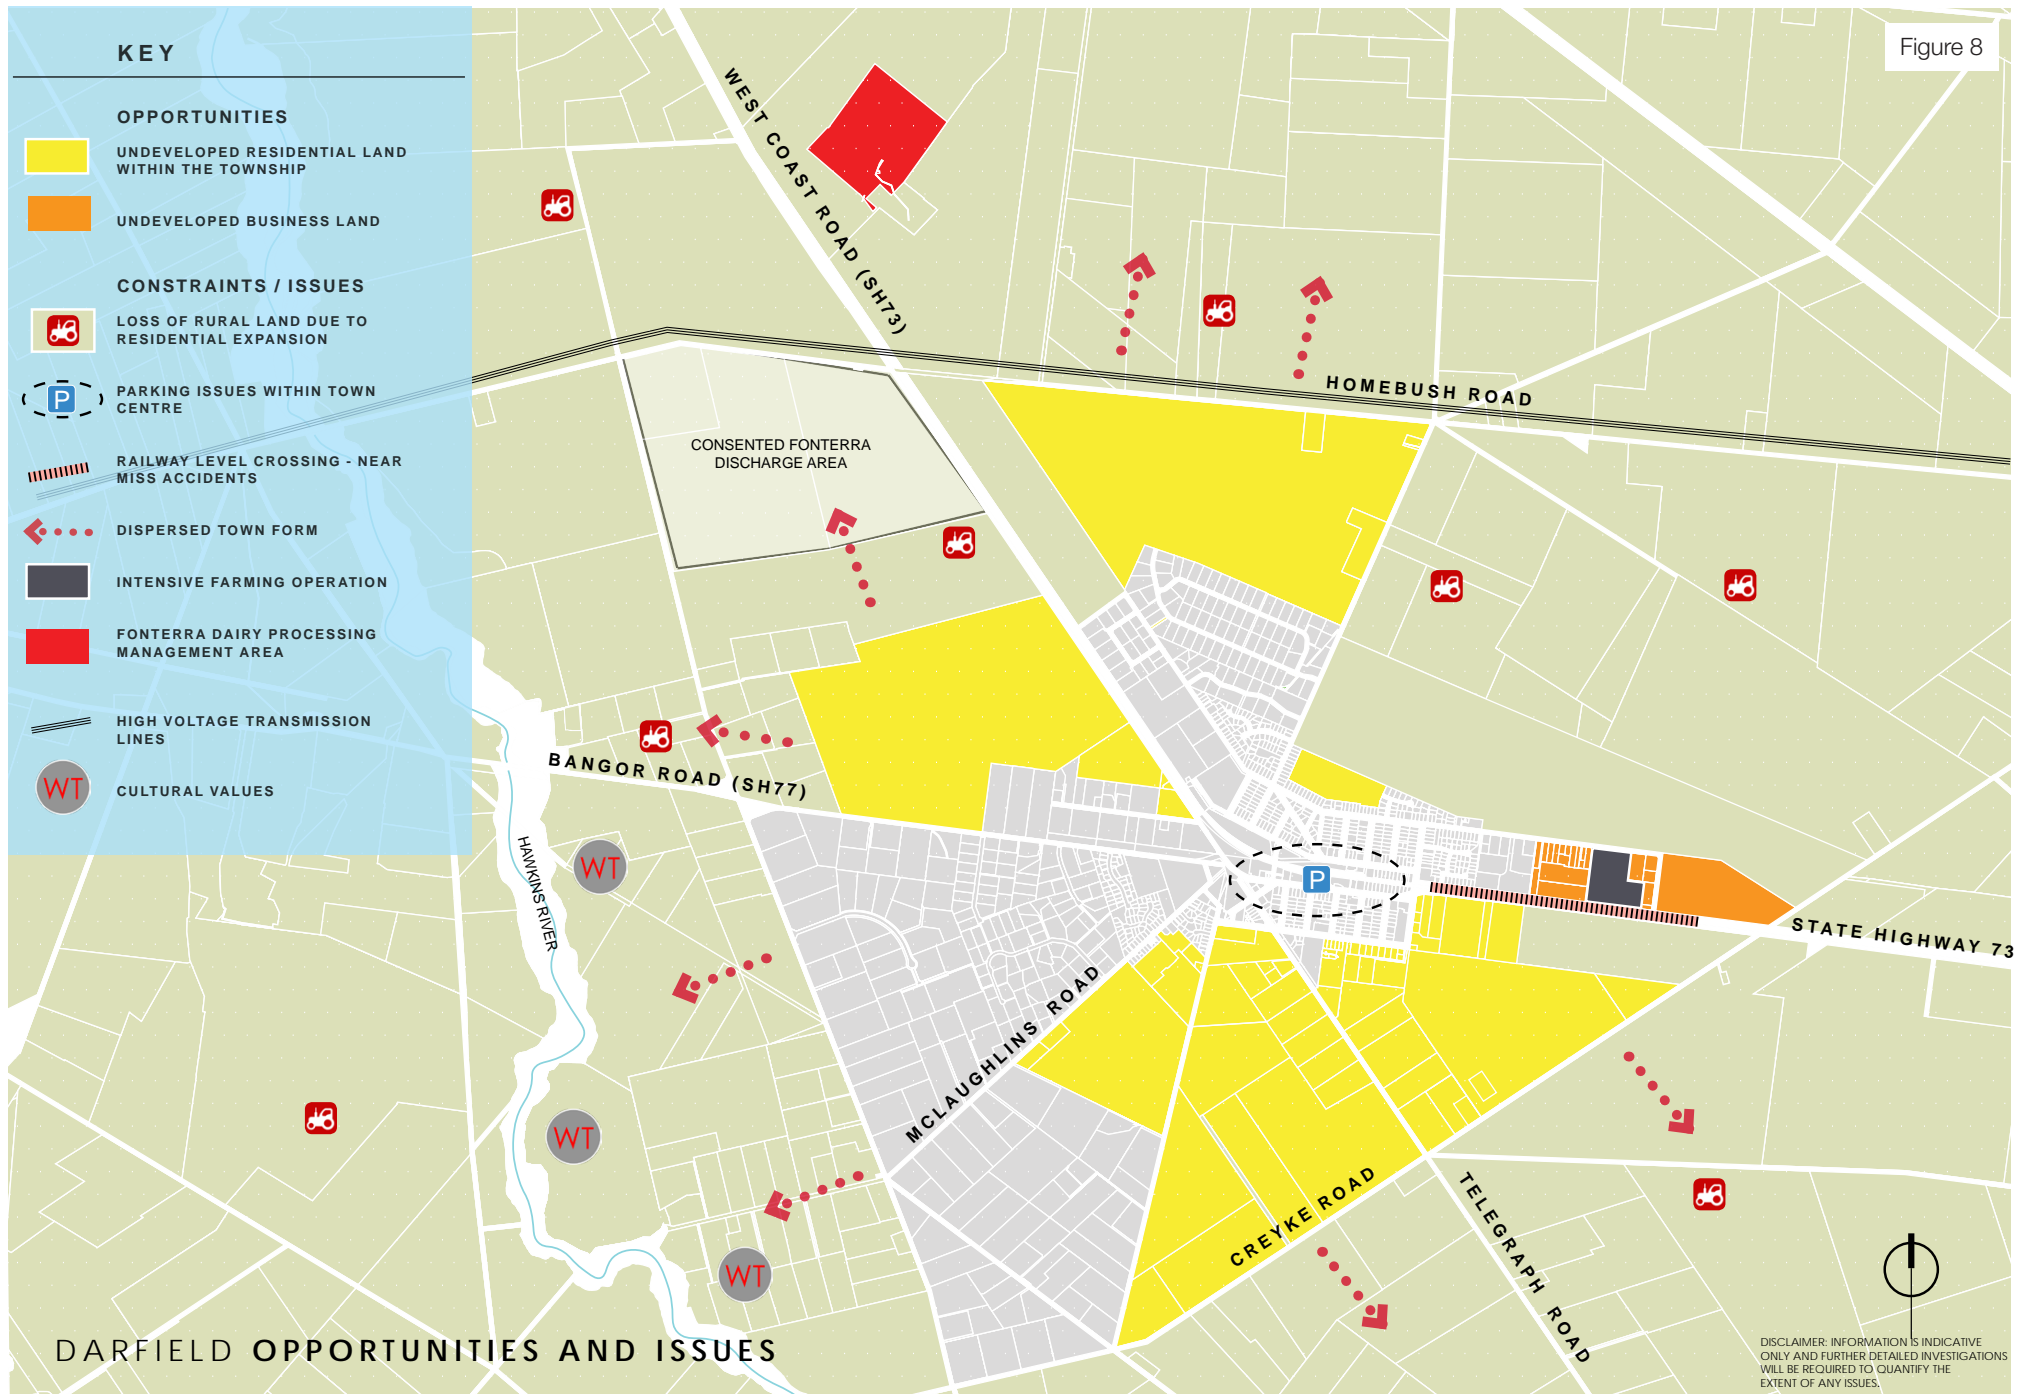 Figure 8
KEY
OPPORTUNITIES
UNDEVELOPED RESIDENTIAL LAND
WITHIN THE TOWNSHIP
UNDEVELOPED BUSINESS LAND
CONSTRAINTS / ISSUES
LOSS OF RURAL LAND DUE TO
RESIDENTIAL EXPANSION
P
PARKING ISSUES WITHIN TOWN
CENTRE
RAILWAY LEVEL CROSSING - NEAR
MISS ACCIDENTS
DISPERSED TOWN FORM
INTENSIVE FARMING OPERATION
FONTERRA DAIRY PROCESSING
MANAGEMENT AREA
HIGH VOLTAGE TRANSMISSION
LINES
WT
CULTURAL VALUES
WEST COAST ROAD (SH73)
HOMEBUSH ROAD
CONSENTED FONTERRA
DISCHARGE AREA
BANGOR ROAD (SH77)
HAWKINS RIVER
WT
P
STATE HIGHWAY 73
MCLAUGHLINS ROAD
WT
CREYKE ROAD
TELEGRAPH ROAD
WT
DARFIELD OPPORTUNITIES AND ISSUES
DISCLAIMER: INFORMATION IS INDICATIVE
ONLY AND FURTHER DETAILED INVESTIGATIONS
WILL BE REQUIRED TO QUANTIFY THE
EXTENT OF ANY ISSUES.